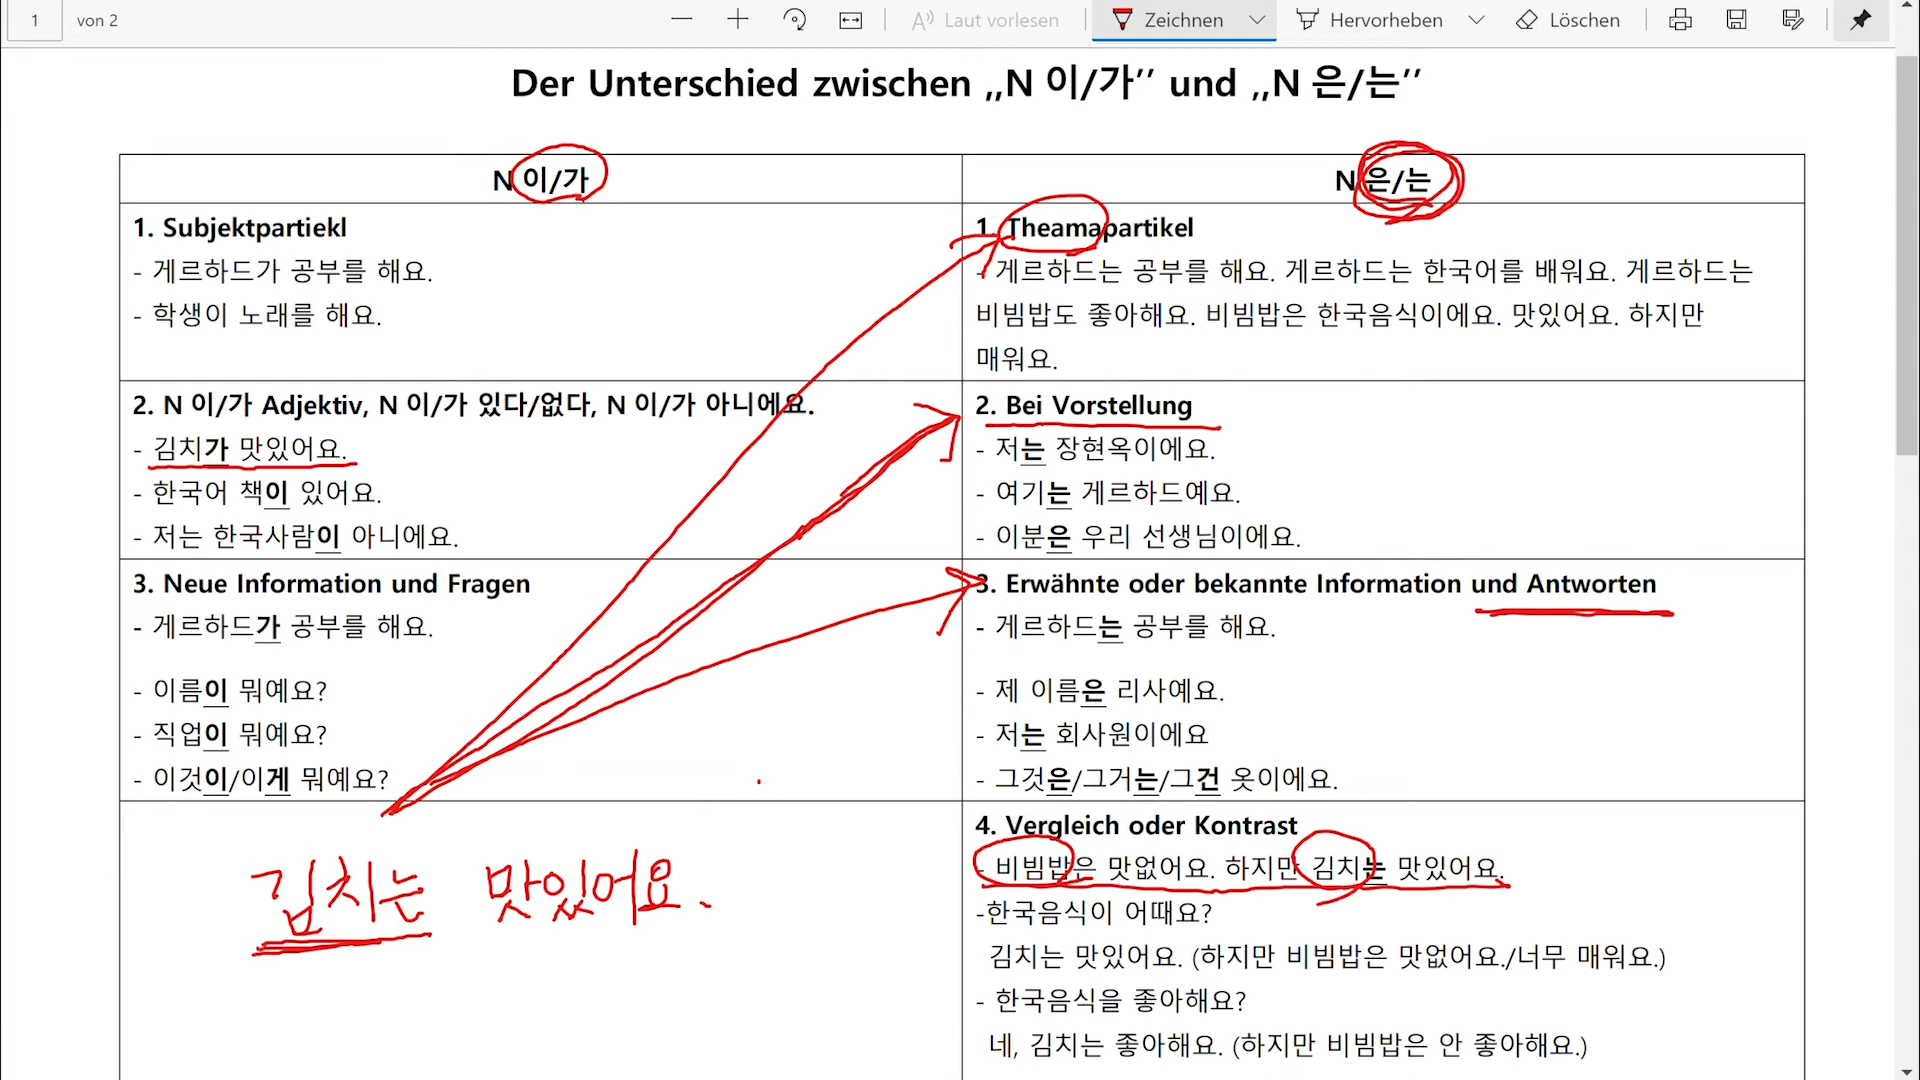 1 von 2 Laut vorlesen Zeichnen Hervorheben Löschen
Der Unterschied zwischen ,,N 이/가’’ und ,,N 은/는’’
N 이/가
1. Subjektpartiekl
- 게르하드가 공부를 해요.
- 학생이 노래를 해요.
2. N 이/가 Adjektiv, N 이/가 있다/없다, N 이/가 아니에요.
- 김치가 맛있어요.
- 한국어 책이 있어요.
- 저는 한국사람이 아니에요.
3. Neue Information und Fragen
- 게르하드가 공부를 해요.
- 이름이 뭐예요?
- 직업이 뭐예요?
- 이것이/이게 뭐예요?
김치는 맛있어요.
N 은/는
1. Theamapartikel
- 게르하드는 공부를 해요. 게르하드는 한국어를 배워요. 게르하드는
비빔밥도 좋아해요. 비빔밥은 한국음식이에요. 맛있어요. 하지만
매워요.
2. Bei Vorstellung
- 저는 장현옥이에요.
- 여기는 게르하드예요.
- 이분은 우리 선생님이에요.
3. Erwähnte oder bekannte Information und Antworten
- 게르하드는 공부를 해요.
- 제 이름은 리사예요.
- 저는 회사원이에요
- 그것은/그거는/그건 옷이에요.
4. Vergleich oder Kontrast
- 비빔밥은 맛없어요. 하지만 김치는 맛있어요.
-한국음식이 어때요?
김치는 맛있어요. (하지만 비빔밥은 맛없어요./너무 매워요.)
- 한국음식을 좋아해요?
네, 김치는 좋아해요. (하지만 비빔밥은 안 좋아해요.)